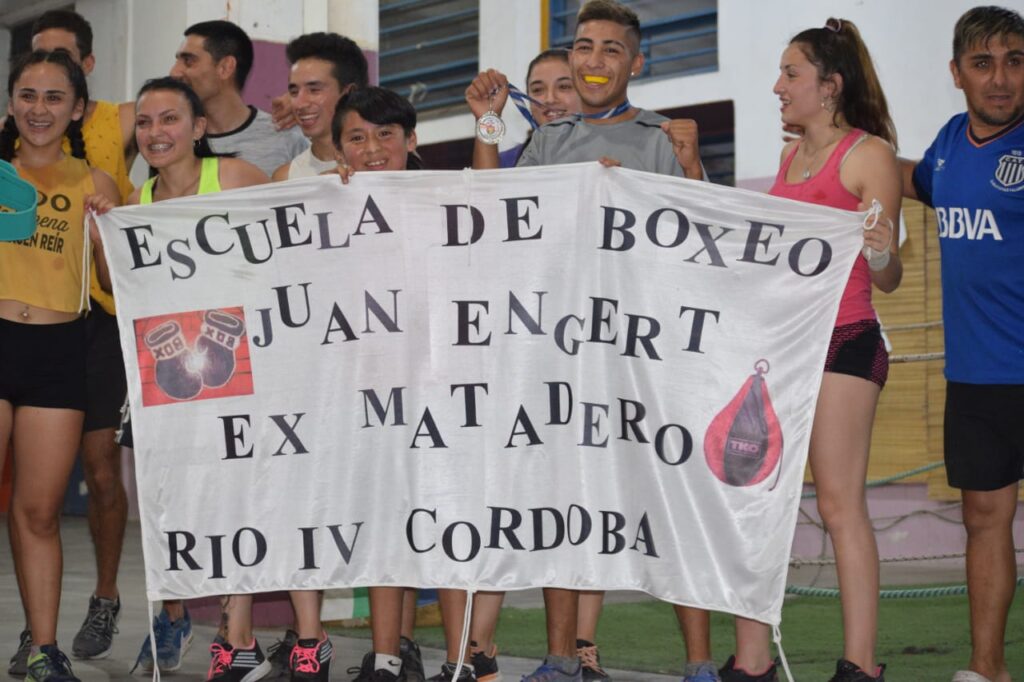 ESCUELA DE BOXEO
JUAN ENGERT
EX MATADERO
RIO IV CORDOBA
BOX
BOX
TKO
BBVA